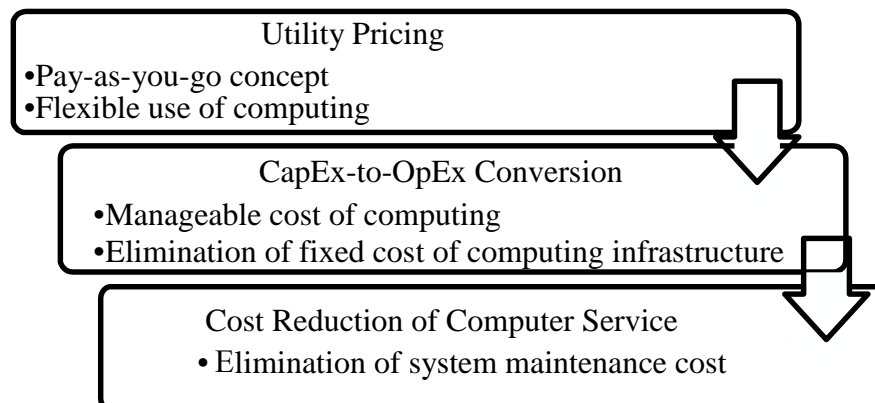 Utility Pricing
•Pay-as-you-go concept
•Flexible use of computing
CapEx-to-OpEx Conversion
•Manageable cost of computing
•Elimination of fixed cost of computing infrastructure
Cost Reduction of Computer Service
• Elimination of system maintenance cost